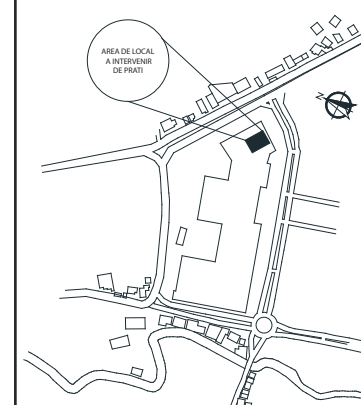 AREA DE LOCAL
A INTERVENIR
DE PRATI
N